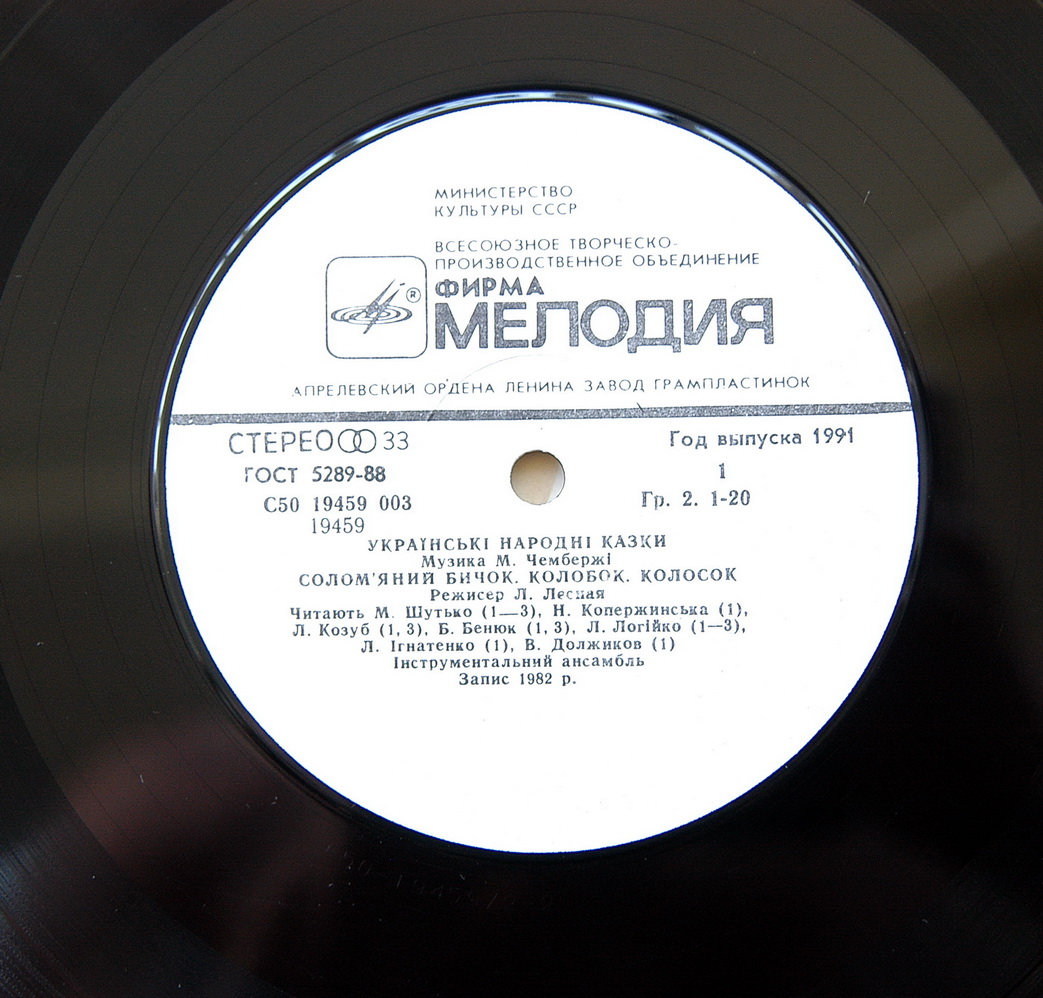 МИНИСТЕРСТВО
КУЛЬТУРЫ СССР
ВСЕСОЮЗНОЕ ТВОРЧЕСКО-
ПРОИЗВОДСТВЕННОЕ ОБЪЕДИНЕНИЕ
ФИРМА
®
МЕЛОДИЯ
АПРЕЛЕВСКИЙ ОРДЕНА ЛЕНИНА ЗАВОД ГРАМПЛАСТИНОК
СТЕРЕО 33
Год выпуска 1991
ГОСТ 5289-88
1
С50 19459 003
Гр. 2. 1-20
19459
УКРАЇНСЬКІ НАРОДНІ КАЗКИ
Музика М. Чембержі
СОЛОМ'ЯНИЙ БИЧОК. КОЛОБОК. КОЛОСОК
Режисер Л. Лесная
Читають М. Шутько (1—3), Н. Копержинська (1),
Л. Козуб (1, 3), Б. Бенюк (1, 3), Л. Логійко (1—3),
Л. Ігнатенко (1), В. Должиков (1)
Інструментальний ансамбль
Запис 1982 р.